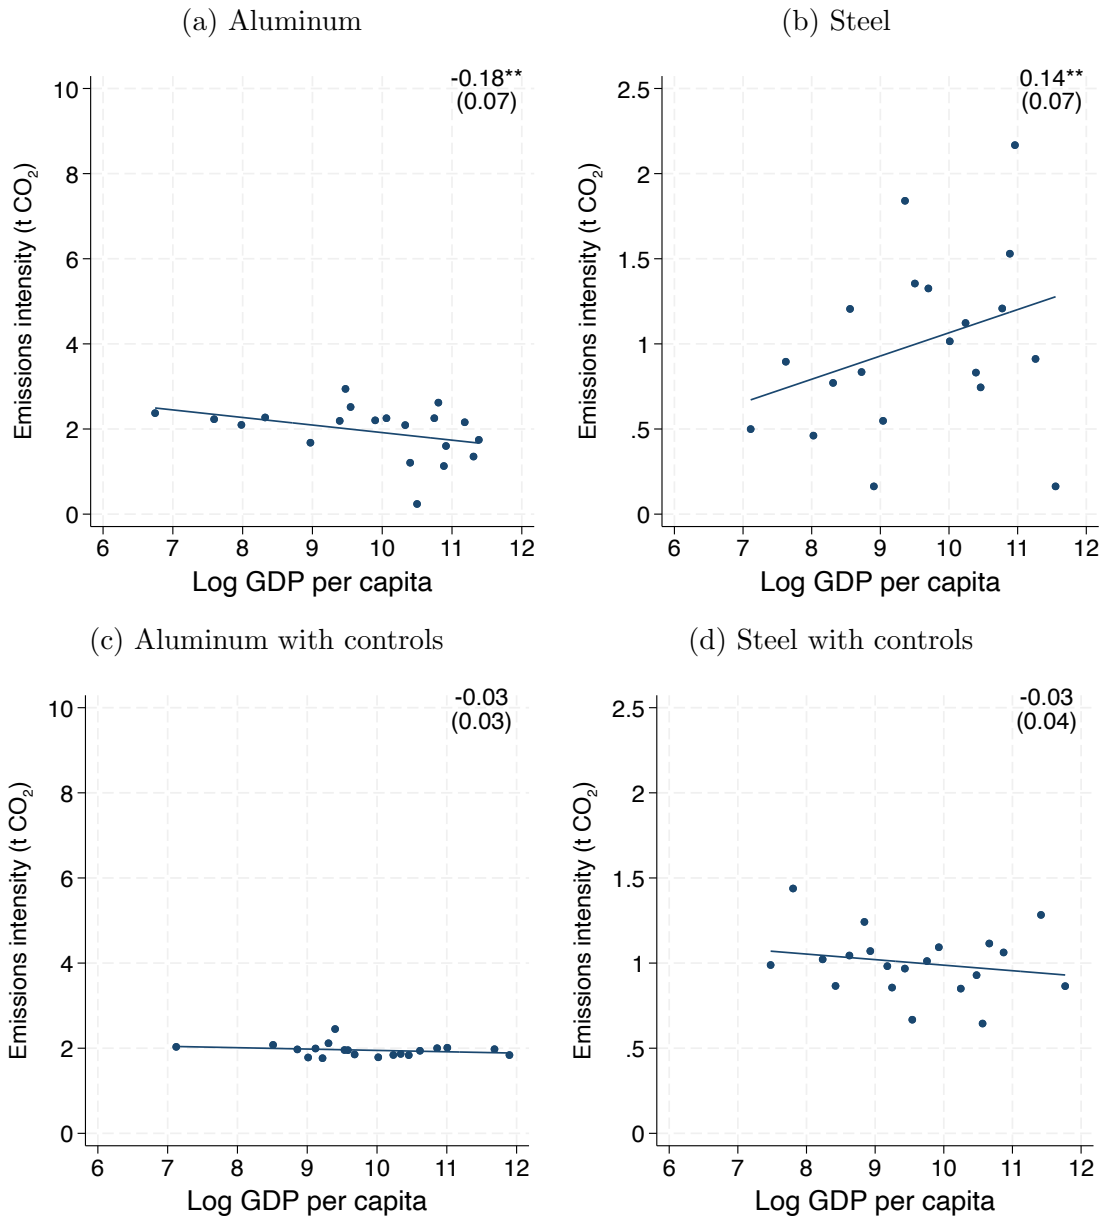 (a) Aluminum
-0.18**
(0.07)
10
8
6
4
2
0
Emissions intensity (t CO₂)
6 7 8 9 10 11 12
Log GDP per capita
(b) Steel
0.14**
(0.07)
2.5
2
1.5
1
.5
0
Emissions intensity (t CO₂)
6 7 8 9 10 11 12
Log GDP per capita
(c) Aluminum with controls
-0.03
(0.03)
10
8
6
4
2
0
Emissions intensity (t CO₂)
6 7 8 9 10 11 12
Log GDP per capita
(d) Steel with controls
-0.03
(0.04)
2.5
2
1.5
1
.5
0
Emissions intensity (t CO₂)
6 7 8 9 10 11 12
Log GDP per capita